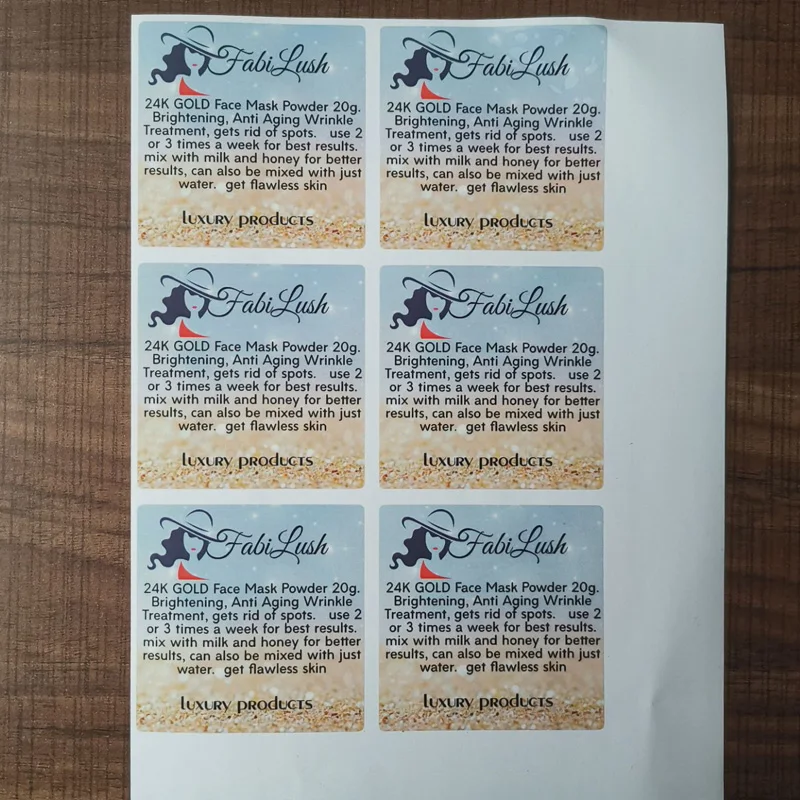 FabiLush
24K GOLD Face Mask Powder 20g.
Brightening, Anti Aging Wrinkle
Treatment, gets rid of spots. use 2
or 3 times a week for best results.
mix with milk and honey for better
results, can also be mixed with just
water. get flawless skin
LUXURY PRODUCTS
FabiLush
24K GOLD Face Mask Powder 20g.
Brightening, Anti Aging Wrinkle
Treatment, gets rid of spots. use 2
or 3 times a week for best results.
mix with milk and honey for better
results, can also be mixed with just
water. get flawless skin
LUXURY PRODUCTS
FabiLush
24K GOLD Face Mask Powder 20g.
Brightening, Anti Aging Wrinkle
Treatment, gets rid of spots. use 2
or 3 times a week for best results.
mix with milk and honey for better
results, can also be mixed with just
water. get flawless skin
LUXURY PRODUCTS
FabiLush
24K GOLD Face Mask Powder 20g.
Brightening, Anti Aging Wrinkle
Treatment, gets rid of spots. use 2
or 3 times a week for best results.
mix with milk and honey for better
results, can also be mixed with just
water. get flawless skin
LUXURY PRODUCTS
FabiLush
24K GOLD Face Mask Powder 20g.
Brightening, Anti Aging Wrinkle
Treatment, gets rid of spots. use 2
or 3 times a week for best results.
mix with milk and honey for better
results, can also be mixed with just
water. get flawless skin
LUXURY PRODUCTS
FabiLush
24K GOLD Face Mask Powder 20g.
Brightening, Anti Aging Wrinkle
Treatment, gets rid of spots. use 2
or 3 times a week for best results.
mix with milk and honey for better
results, can also be mixed with just
water. get flawless skin
LUXURY PRODUCTS